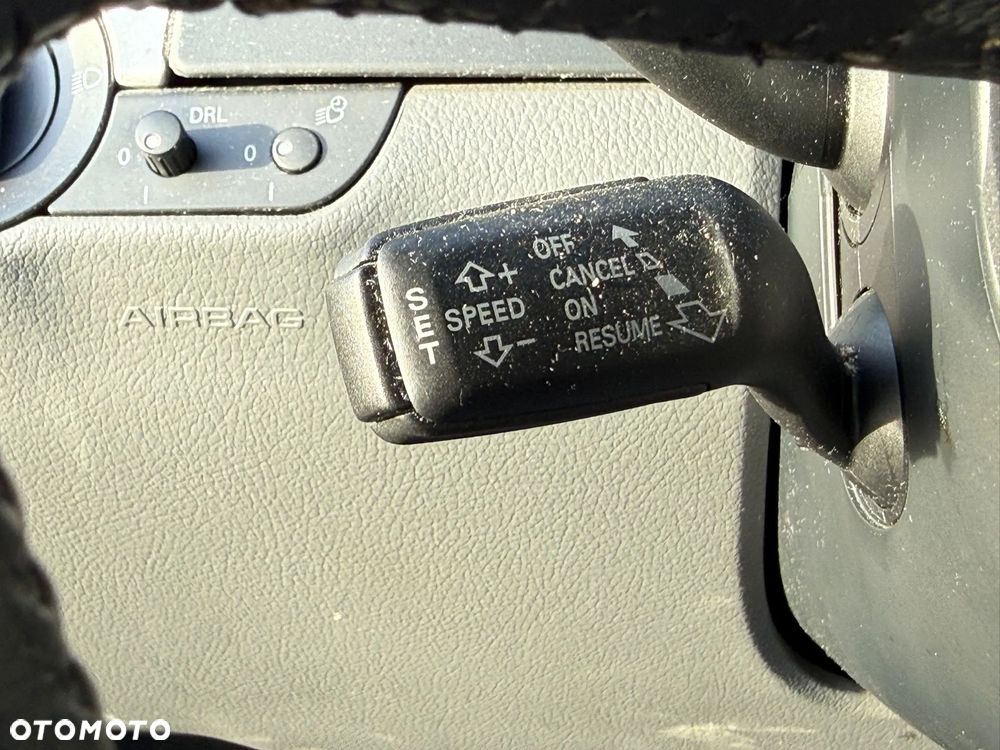 DRL
0
0
I
I
AIRBAG
SET
+
SPEED
-
OFF
CANCEL
ON
RESUME
OTOMOTO